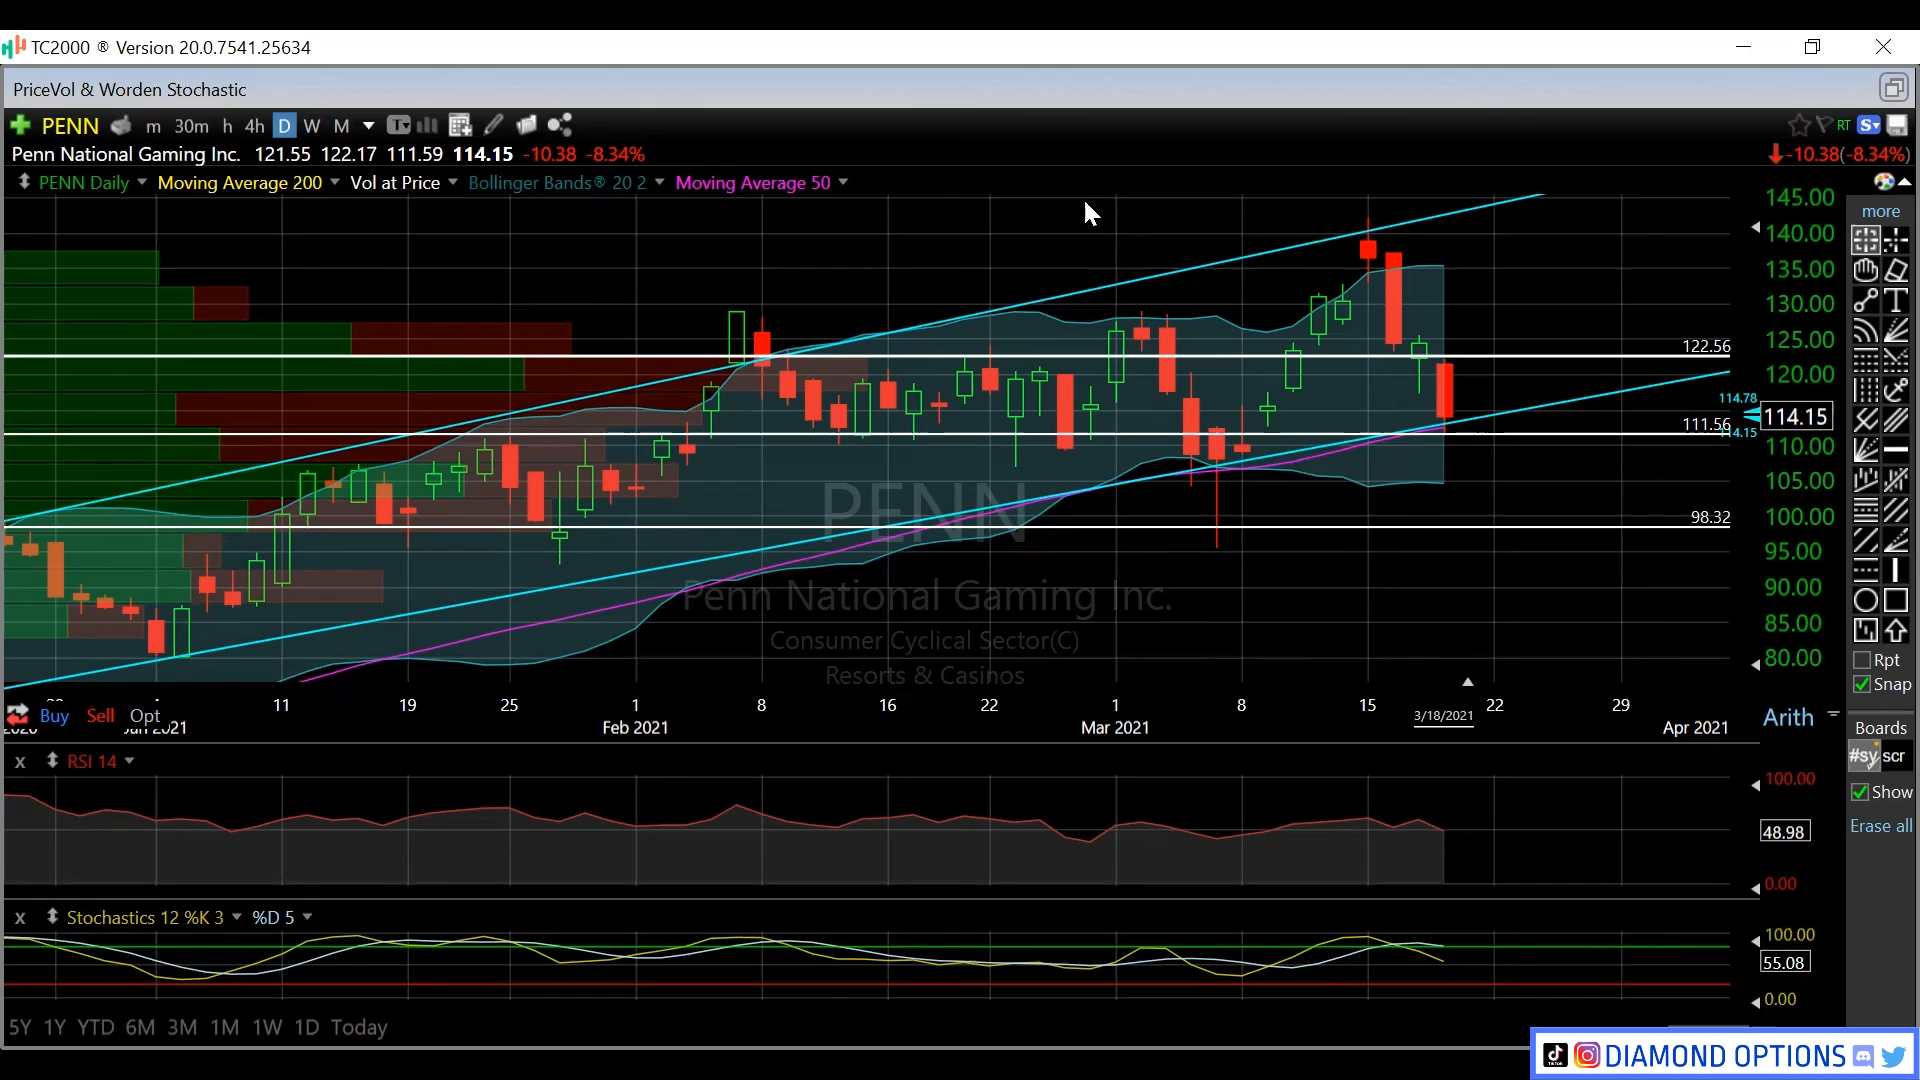 TC2000 ® Version 20.0.7541.25634
PriceVol & Worden Stochastic
PENN m 30m h 4h D W M T RT S
Penn National Gaming Inc. 121.55 122.17 111.59 114.15 -10.38 -8.34% -10.38(-8.34%)
PENN Daily Moving Average 200 Vol at Price Bollinger Bands® 20 2 Moving Average 50
145.00
more
140.00
135.00
130.00
125.00
122.56
120.00
114.78
114.15
111.56
114.15
110.00
105.00
100.00
98.32
95.00
90.00
85.00
80.00
PENN
Penn National Gaming Inc.
Consumer Cyclical Sector(C)
Resorts & Casinos
Rpt
Snap
11 19 25 1 8 16 22 1 8 15 3/18/2021 22 29
Buy Sell Opt
Feb 2021 Mar 2021 Apr 2021
Arith
Boards
#sy scr
Show
Erase all
x RSI 14
100.00
48.98
0.00
x Stochastics 12 %K 3 %D 5
100.00
55.08
0.00
5Y 1Y YTD 6M 3M 1M 1W 1D Today
DIAMOND OPTIONS